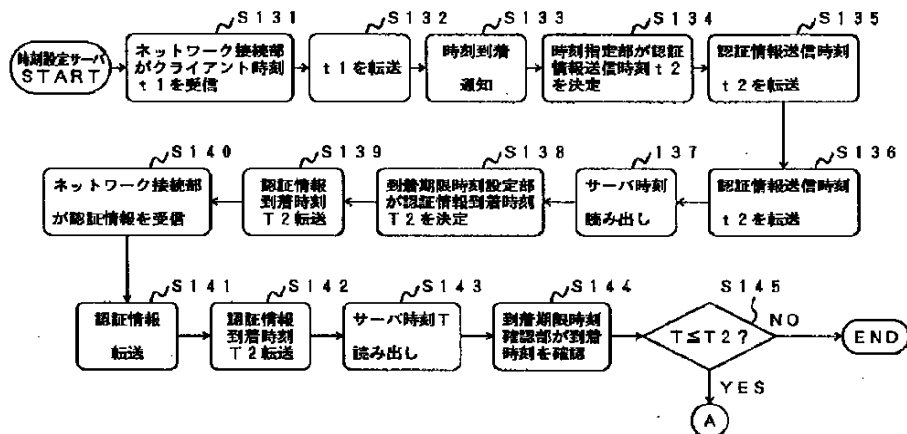 S131
S132
S133
S134
S135
時刻設定サーバ
START
ネットワーク接続部
がクライアント時刻
t1を受信
t1を転送
時刻到着
通知
時刻指定部が認証
情報送信時刻t2
を決定
認証情報送信時刻
t2を転送
S140
S139
S138
137
S136
ネットワーク接続部
が認証情報を受信
認証情報
到着時刻
T2転送
到着期限時刻設定部
が認証情報到着時刻
T2を決定
サーバ時刻
読み出し
認証情報送信時刻
t2を転送
S141
S142
S143
S144
S145
認証情報
転送
認証情報
到着時刻
T2転送
サーバ時刻T
読み出し
到着期限時刻
確認部が到着
時刻を確認
T≦T2?
NO
END
YES
A